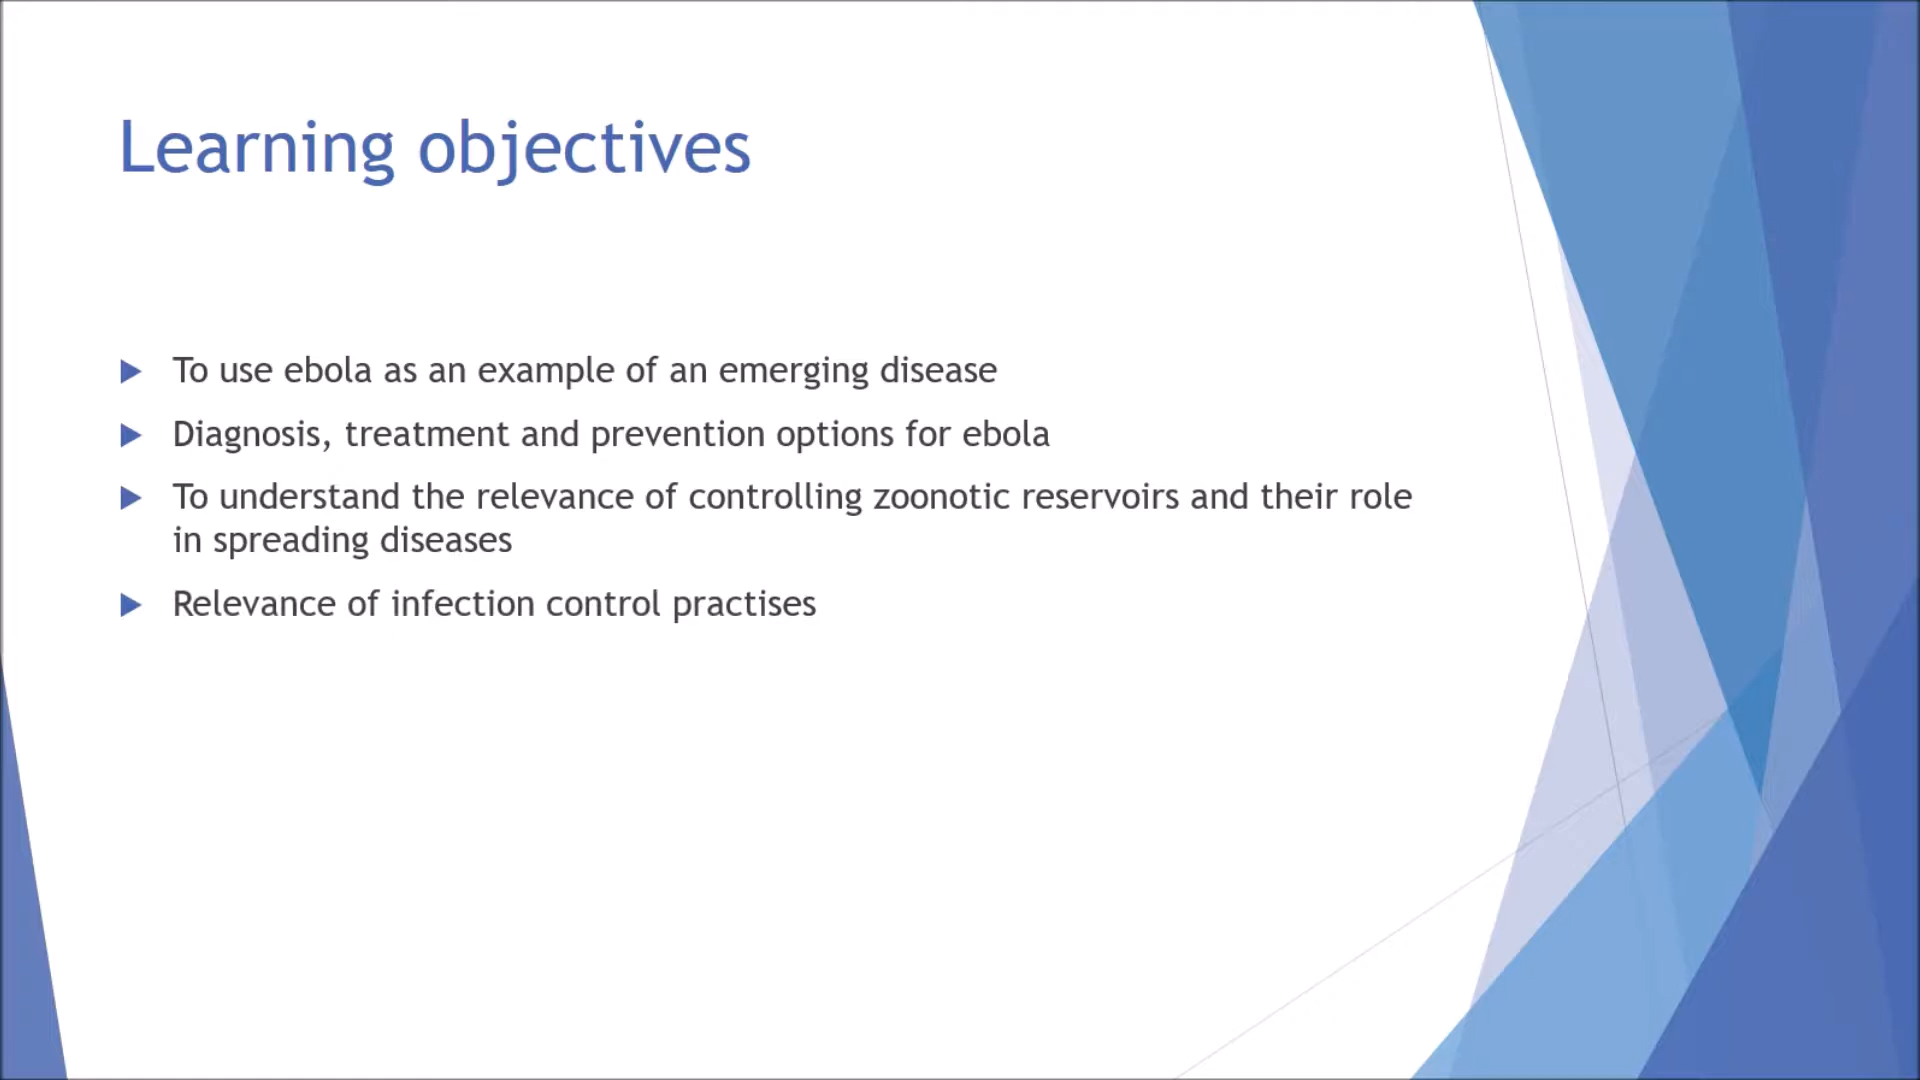 Learning objectives
To use ebola as an example of an emerging disease
Diagnosis, treatment and prevention options for ebola
To understand the relevance of controlling zoonotic reservoirs and their role
in spreading diseases
Relevance of infection control practises